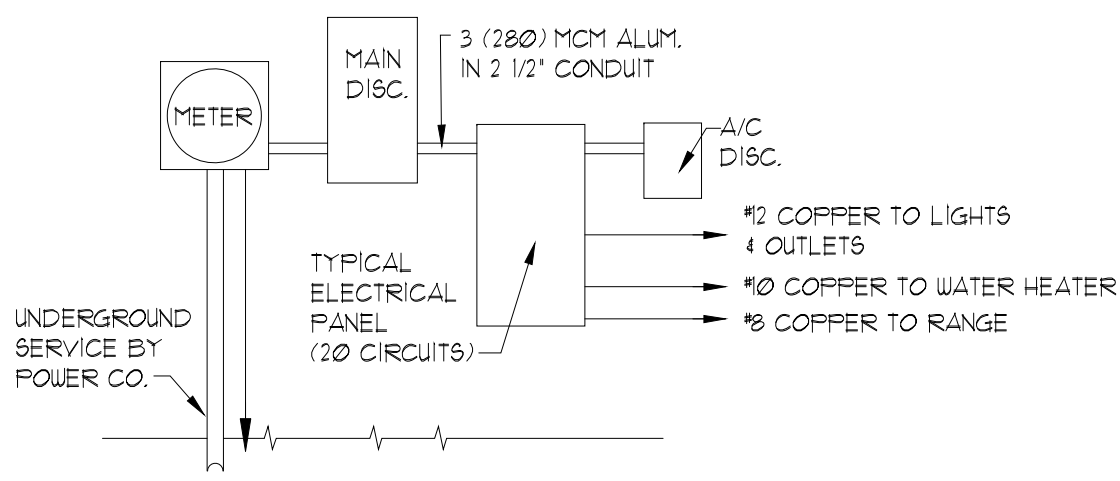 3 (280) MCM ALUM.
IN 2 1/2" CONDUIT
MAIN
DISC.
METER
A/C
DISC.
#12 COPPER TO LIGHTS
& OUTLETS
TYPICAL
ELECTRICAL
PANEL
(20 CIRCUITS)
#10 COPPER TO WATER HEATER
#8 COPPER TO RANGE
UNDERGROUND
SERVICE BY
POWER CO.